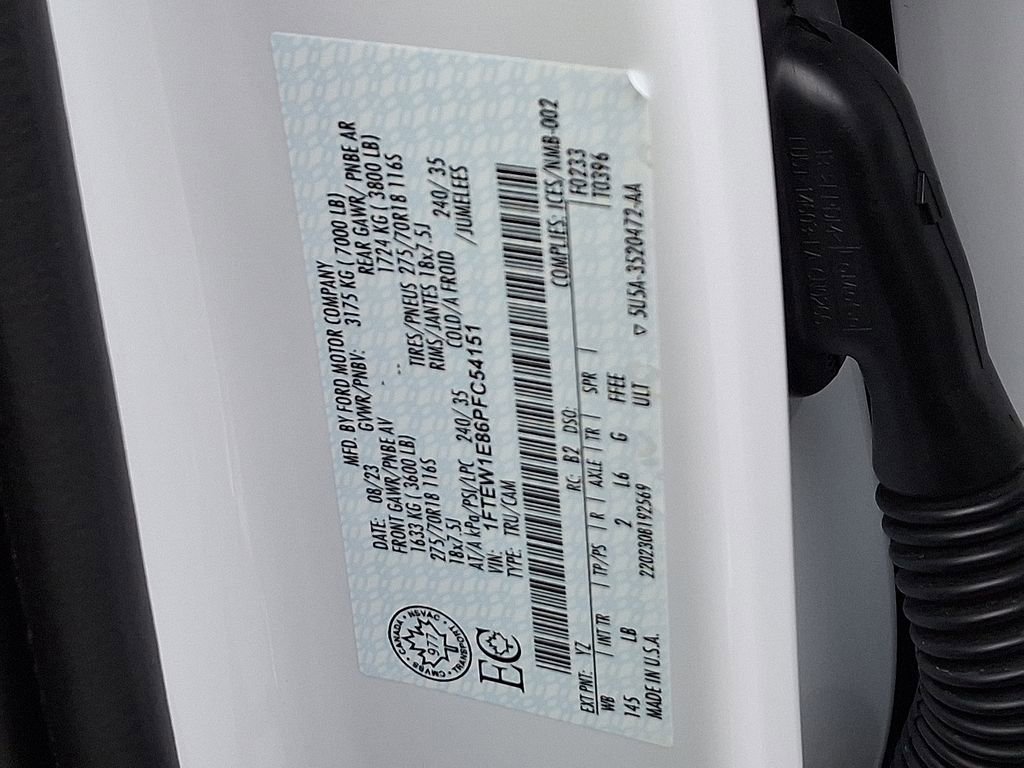 MFD. BY FORD MOTOR COMPANY
DATE: 08/23 GVWR/PNBV: 3175 KG ( 7000 LB)
FRONT GAWR/PNBE AV REAR GAWR/ PNBE AR
1633 KG ( 3600 LB) 1724 KG ( 3800 LB)
275/70R18 116S TIRES/PNEUS 275/70R18 116S
18x7.5J RIMS/JANTES 18x7.5J
AT/A kPa/PSI/LPC 240/ 35 COLD/A FROID 240/ 35
VIN: 1FTEW1E86PFC54151 /JUMELEES
TYPE: TRU/CAM
CANADA • NSVAC • TRANSPORT • CMVSS
977
EC
COMPLIES: ICES/NMB-002
EXT PNT: YZ RC: B2 DSO: F0233
WB INT TR TP/PS R AXLE TR SPR T0396
145 LB 2 L6 G FFEE
MADE IN U.S.A. 2202308192569 ULT ▽ 5U5A-3520472-AA